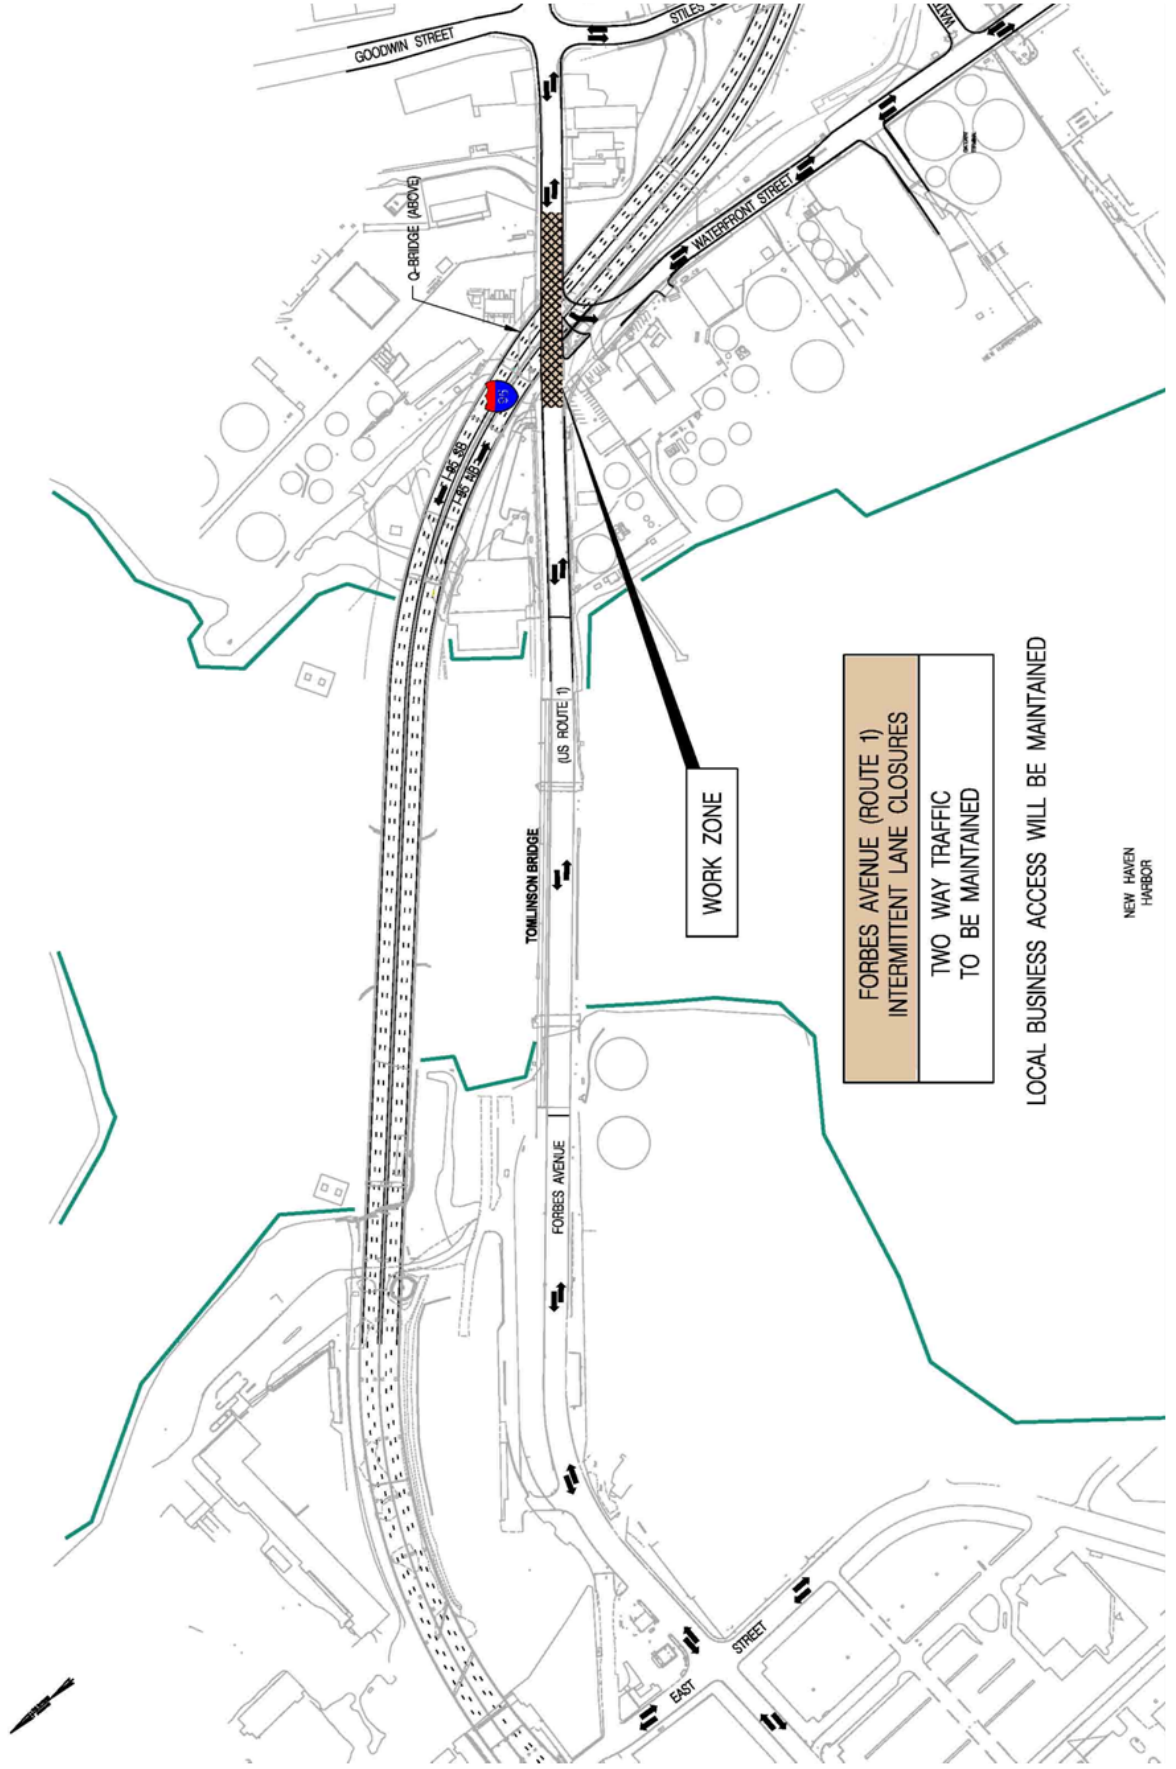 GOODWIN STREET
STILES
Q-BRIDGE (ABOVE)
WATERFRONT STREET
95
I-95 SB
I-95 NB
(US ROUTE 1)
TOMLINSON BRIDGE
WORK ZONE
FORBES AVENUE (ROUTE 1)
INTERMITTENT LANE CLOSURES
TWO WAY TRAFFIC
TO BE MAINTAINED
LOCAL BUSINESS ACCESS WILL BE MAINTAINED
NEW HAVEN
HARBOR
FORBES AVENUE
EAST
STREET